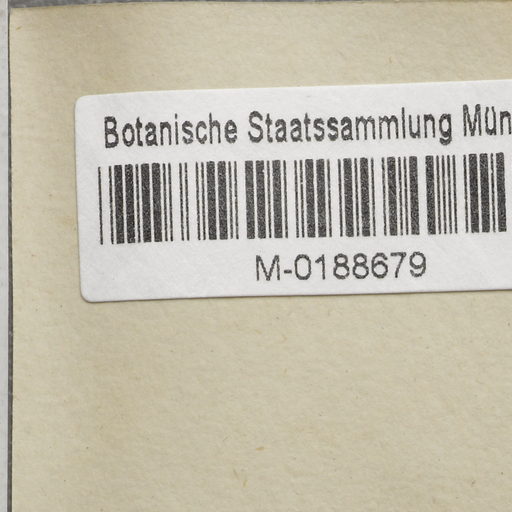 Botanische Staatssammlung Mün
M-0188679